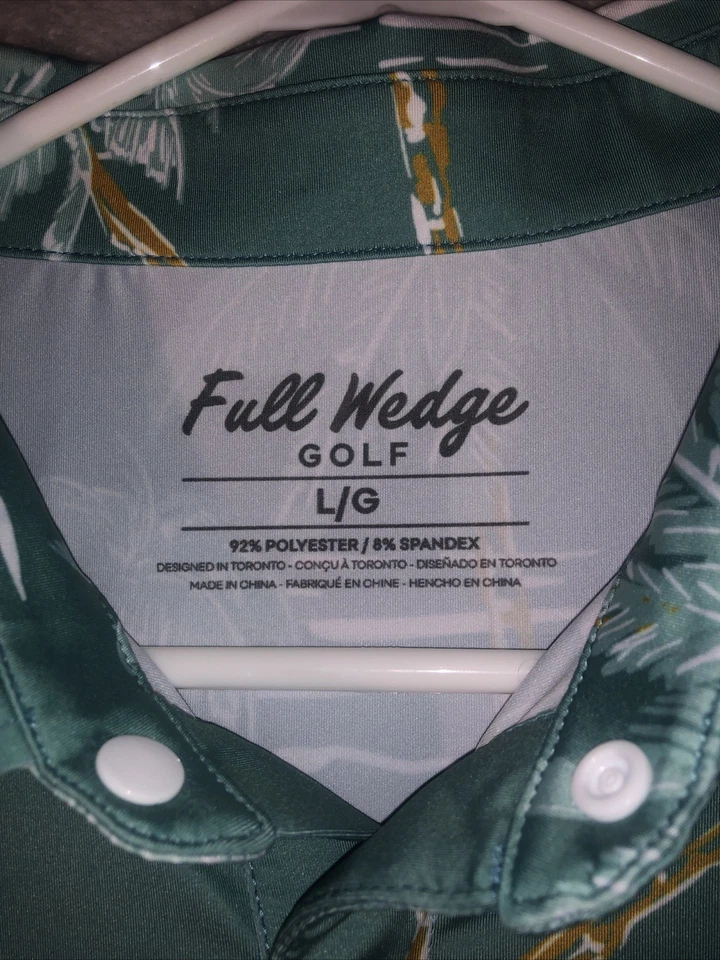 Full Wedge
GOLF
L/G
92% POLYESTER / 8% SPANDEX
DESIGNED IN TORONTO - CONÇU À TORONTO - DISEÑADO EN TORONTO
MADE IN CHINA - FABRIQUÉ EN CHINE - HENCHO EN CHINA